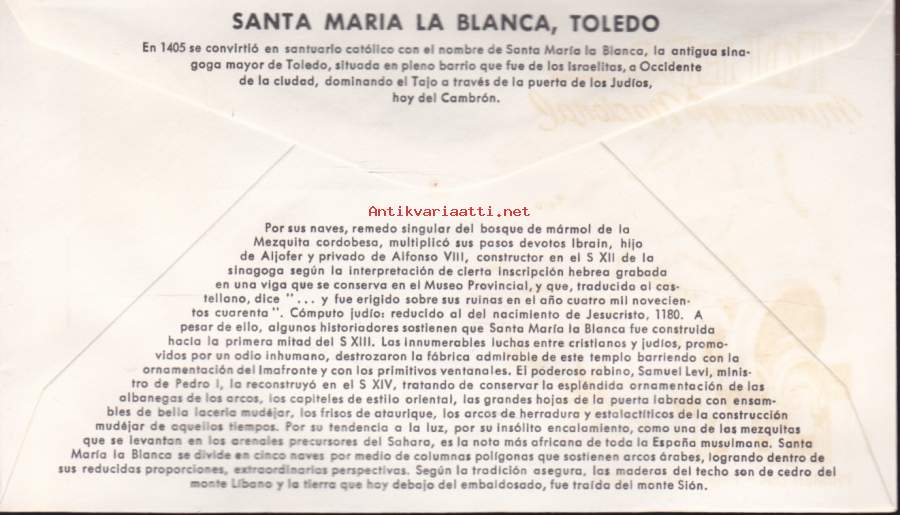 SANTA MARIA LA BLANCA, TOLEDO
En 1405 se convirtió en santuario católico con el nombre de Santa María la Blanca, la antigua sina-
goga mayor de Toledo, situada en pleno barrio que fue de los Israelitas, a Occidente
de la ciudad, dominando el Tajo a través de la puerta de los Judíos,
hoy del Cambrón.
Antikvariaatti.net
Por sus naves, remedo singular del bosque de mármol de la
Mezquita cordobesa, multiplicó sus pasos devotos Ibrain, hijo
de Aljofer y privado de Alfonso VIII, constructor en el S XII de la
sinagoga según la interpretación de cierta inscripción hebrea grabada
en una viga que se conserva en el Museo Provincial, y que, traducido al cas-
tellano, dice "... y fue erigido sobre sus ruinas en el año cuatro mil novecien-
tos cuarenta". Cómputo judío: reducido al del nacimiento de Jesucristo, 1180. A
pesar de ello, algunos historiadores sostienen que Santa María la Blanca fue construida
hacia la primera mitad del S XIII. Las innumerables luchas entre cristianos y judíos, promo-
vidos por un odio inhumano, destrozaron la fábrica admirable de este templo barriendo con la
ornamentación del Imafronte y con los primitivos ventanales. El poderoso rabino, Samuel Levi, minis-
tro de Pedro I, la reconstruyó en el S XIV, tratando de conservar la espléndida ornamentación de las
albanegas de los arcos, los capiteles de estilo oriental, las grandes hojas de la puerta labrada con ensam-
bles de bella lacería mudéjar, los frisos de ataurique, los arcos de herradura y estalactíticos de la construcción
mudéjar de aquellos tiempos. Por su tendencia a la luz, por su insólito encalamiento, como una de las mezquitas
que se levantan en los arenales precursores del Sahara, es la nota más africana de toda la España musulmana. Santa
María la Blanca se divide en cinco naves por medio de columnas polígonas que sostienen arcos árabes, logrando dentro de
sus reducidas proporciones, extraordinarias perspectivas. Según la tradición asegura, las maderas del techo son de cedro del
monte Líbano y la tierra que hay debajo del embaldosado, fue traída del monte Sión.